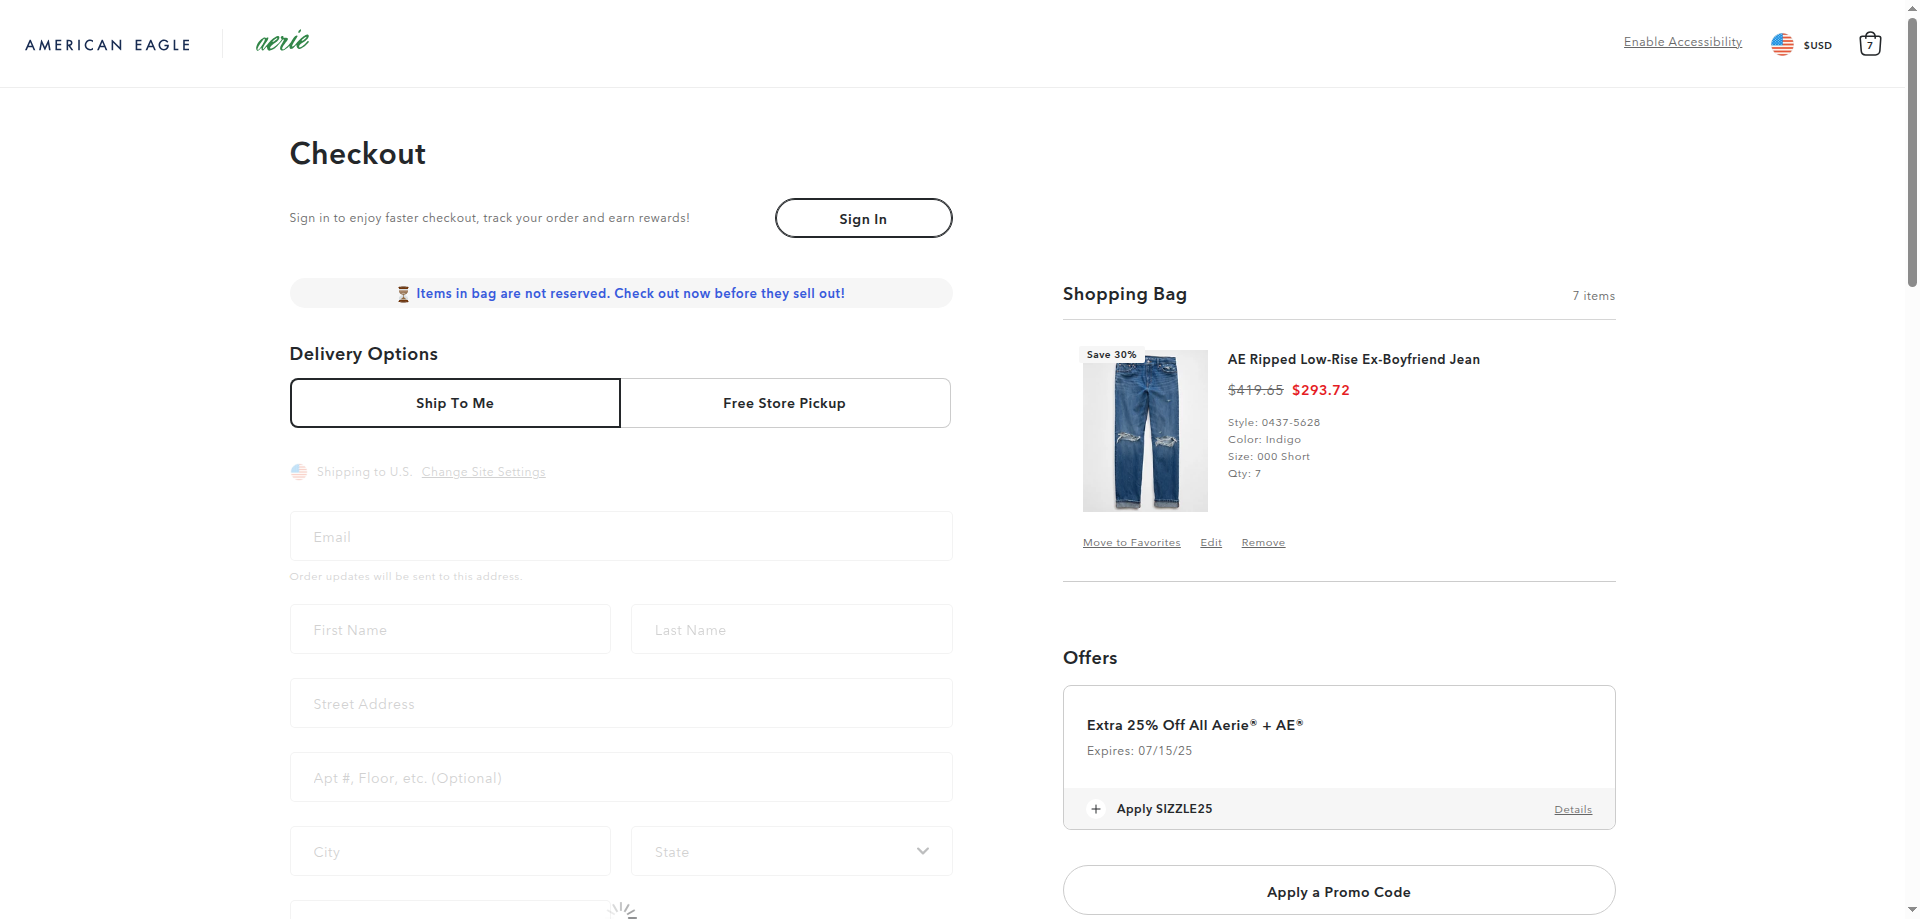 AMERICAN EAGLE
aerie
Enable Accessibility
$USD
7
Checkout
Sign in to enjoy faster checkout, track your order and earn rewards!
Sign In
⏳ Items in bag are not reserved. Check out now before they sell out!
Delivery Options
Ship To Me
Free Store Pickup
Shipping to U.S. Change Site Settings
Email
Order updates will be sent to this address.
First Name
Last Name
Street Address
Apt #, Floor, etc. (Optional)
City
State
Shopping Bag
7 items
Save 30%
AE Ripped Low-Rise Ex-Boyfriend Jean
$419.65 $293.72
Style: 0437-5628
Color: Indigo
Size: 000 Short
Qty: 7
Move to Favorites
Edit
Remove
Offers
Extra 25% Off All Aerie® + AE®
Expires: 07/15/25
Apply SIZZLE25
Details
Apply a Promo Code